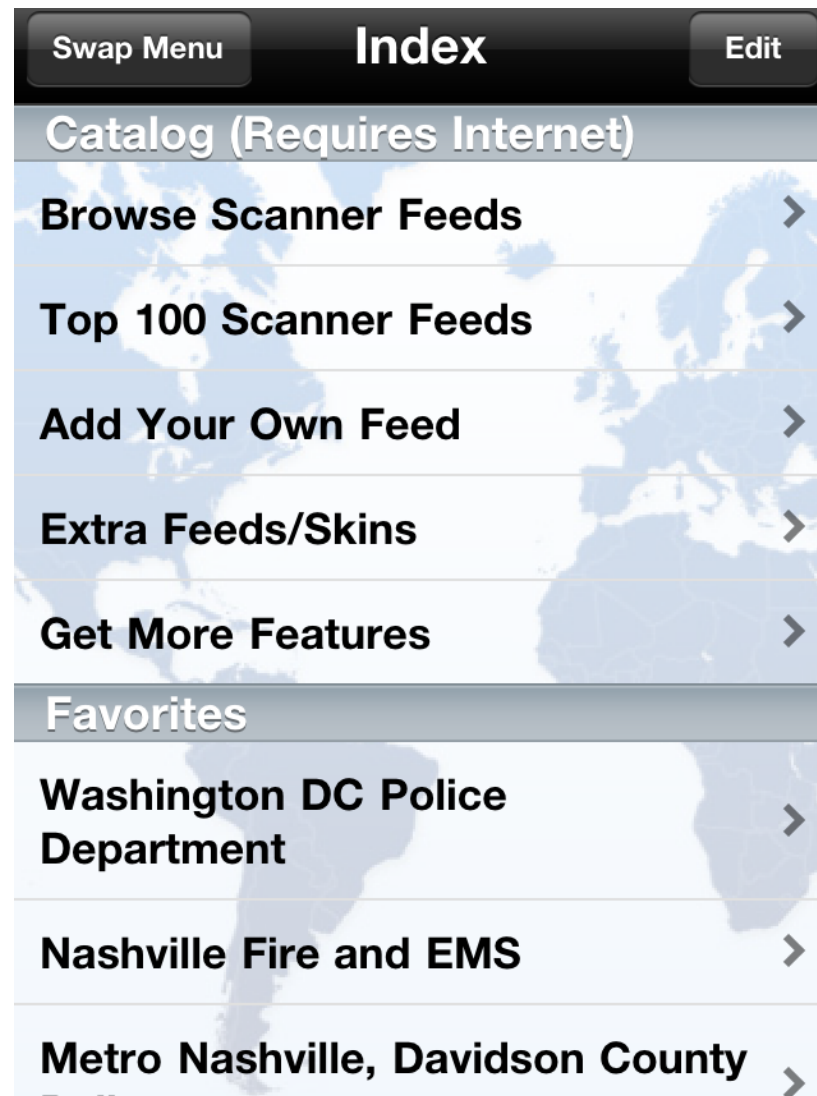 Swap Menu Index Edit
Catalog (Requires Internet)
Browse Scanner Feeds
Top 100 Scanner Feeds
Add Your Own Feed
Extra Feeds/Skins
Get More Features
Favorites
Washington DC Police
Department
Nashville Fire and EMS
Metro Nashville, Davidson County